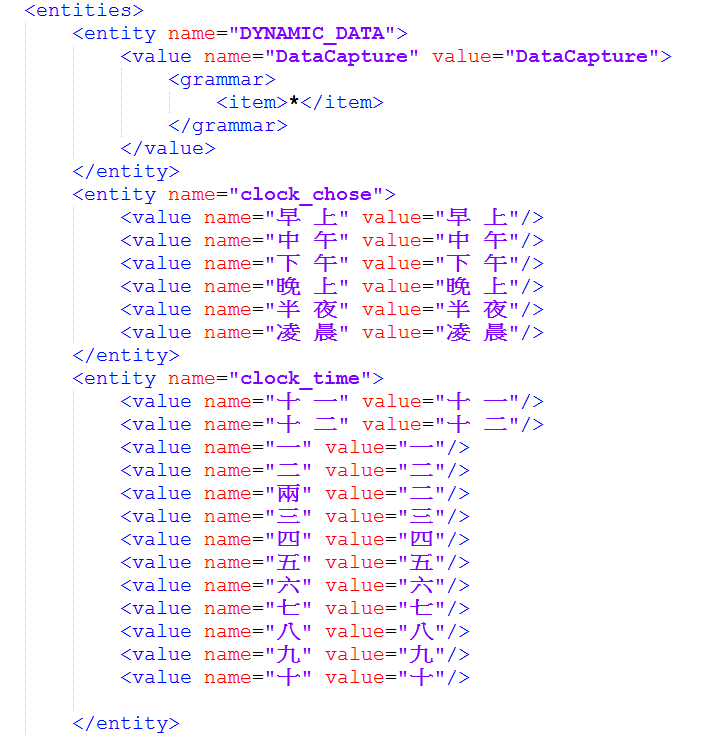 <entities>
<entity name="DYNAMIC_DATA">
<value name="DataCapture" value="DataCapture">
<grammar>
<item>*</item>
</grammar>
</value>
</entity>
<entity name="clock_chose">
<value name="早 上" value="早 上"/>
<value name="中 午" value="中 午"/>
<value name="下 午" value="下 午"/>
<value name="晚 上" value="晚 上"/>
<value name="半 夜" value="半 夜"/>
<value name="凌 晨" value="凌 晨"/>
</entity>
<entity name="clock_time">
<value name="十 一" value="十 一"/>
<value name="十 二" value="十 二"/>
<value name="一" value="一"/>
<value name="二" value="二"/>
<value name="兩" value="二"/>
<value name="三" value="三"/>
<value name="四" value="四"/>
<value name="五" value="五"/>
<value name="六" value="六"/>
<value name="七" value="七"/>
<value name="八" value="八"/>
<value name="九" value="九"/>
<value name="十" value="十"/>
</entity>